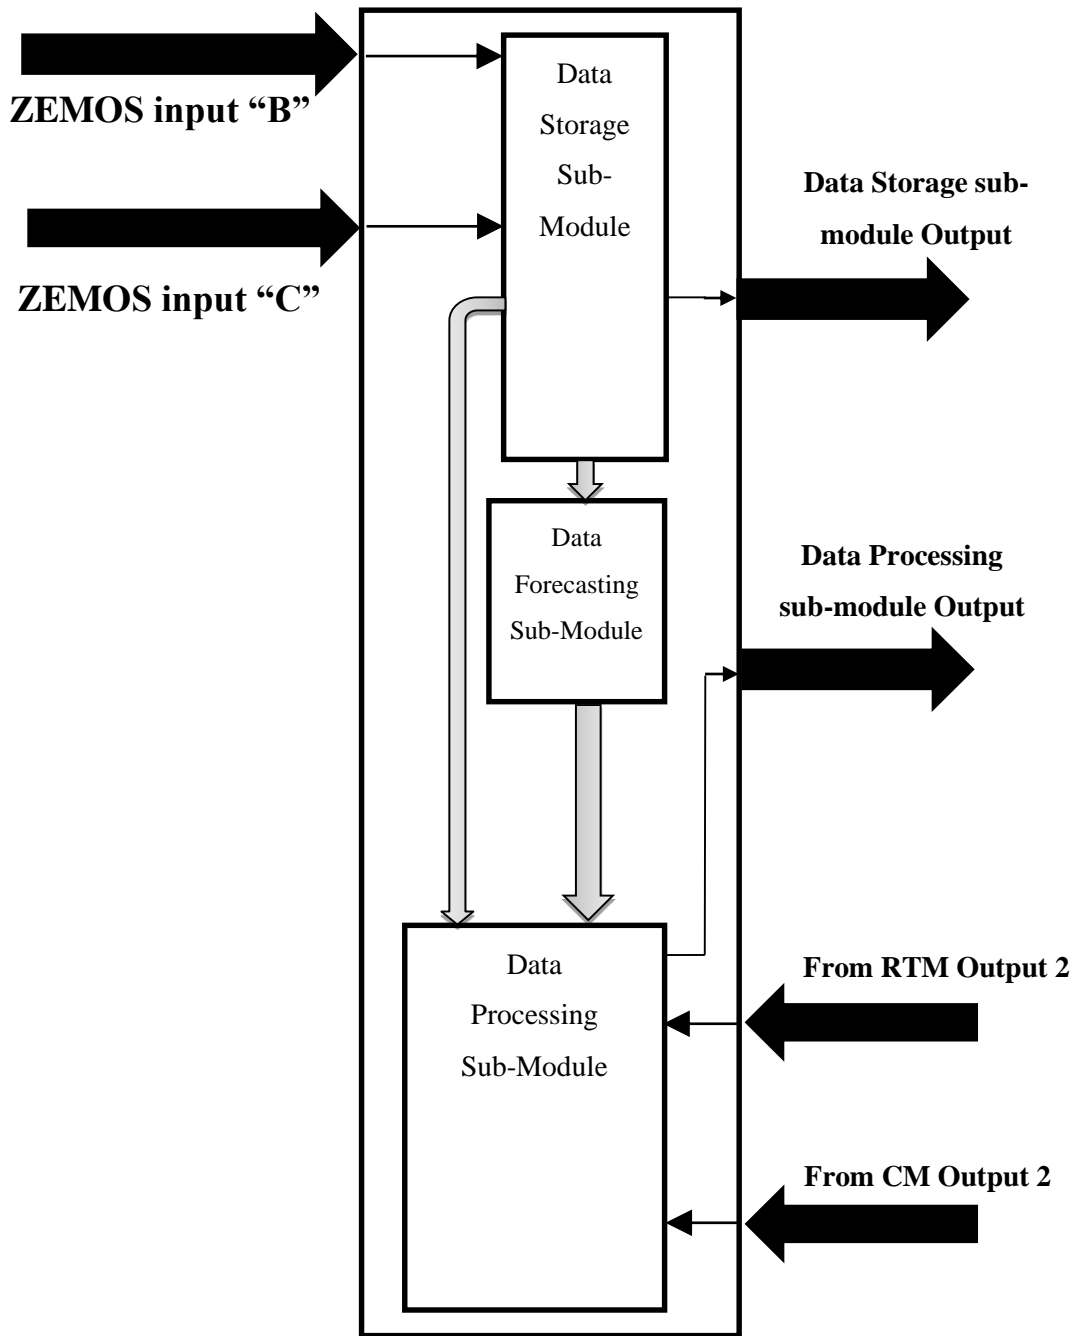 ZEMOS input “B”
ZEMOS input “C”
Data
Storage
Sub-
Module
Data Storage sub-
module Output
Data
Forecasting
Sub-Module
Data Processing
sub-module Output
Data
Processing
Sub-Module
From RTM Output 2
From CM Output 2